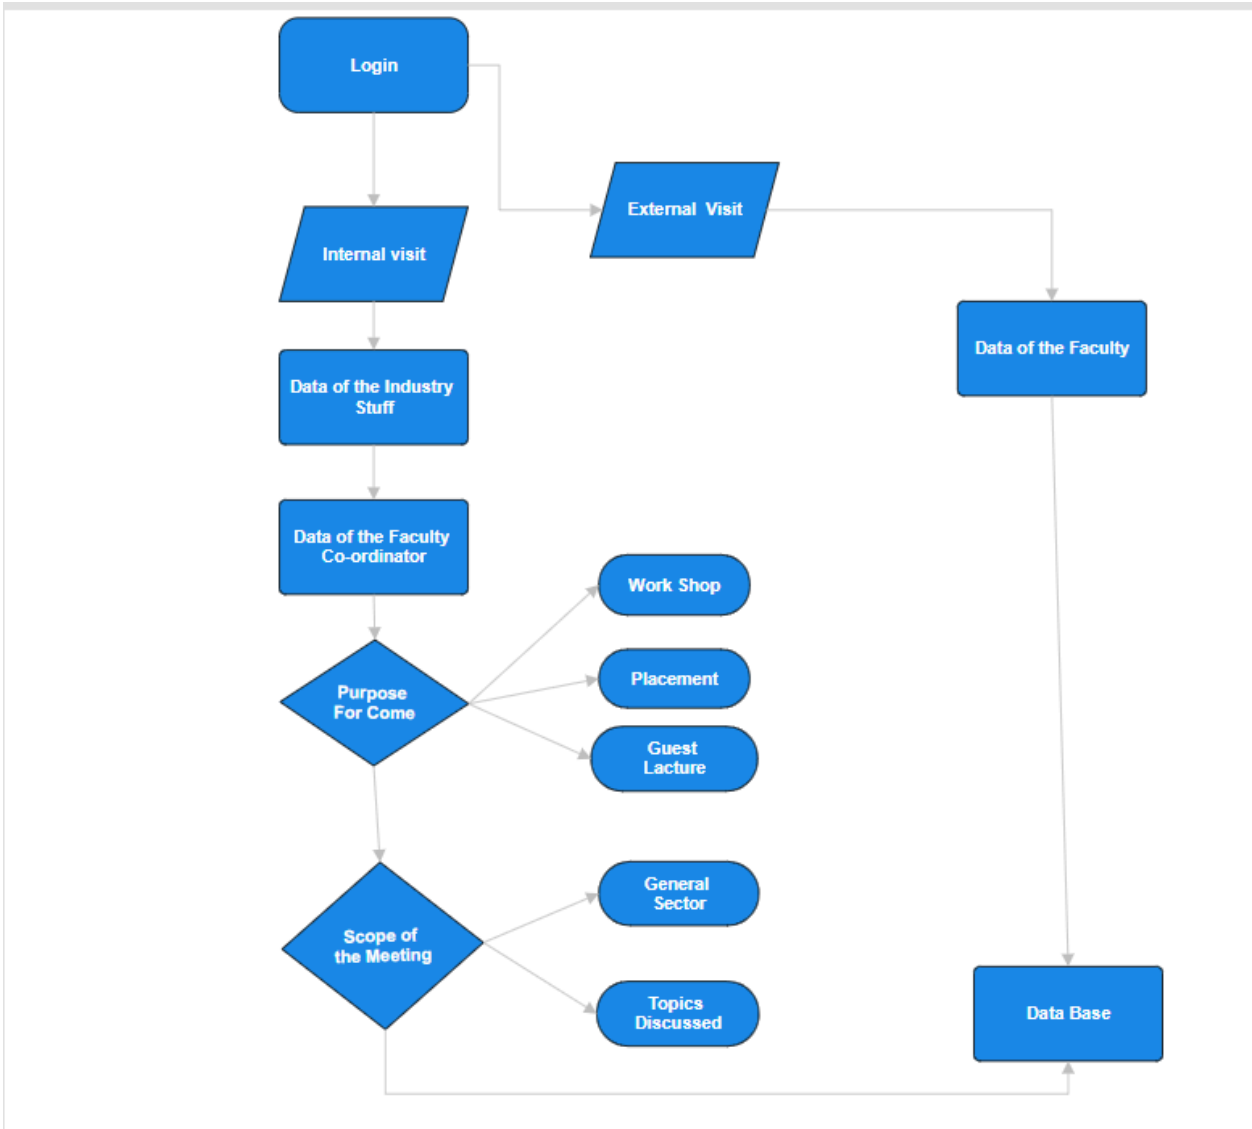 Login
External Visit
Internal visit
Data of the Faculty
Data of the Industry
Stuff
Data of the Faculty
Co-ordinator
Work Shop
Placement
Purpose
For Come
Guest
Lacture
General
Sector
Scope of
the Meeting
Topics
Discussed
Data Base